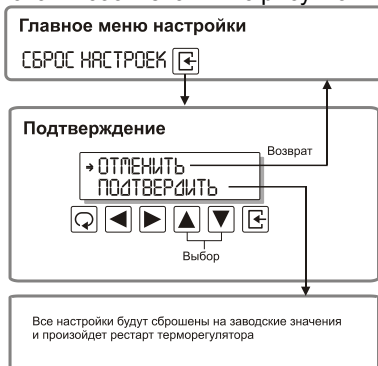 Главное меню настройки
СБРОС НАСТРОЕК
Подтверждение
Возврат
ОТМЕНИТЬ
ПОДТВЕРДИТЬ
Выбор
Все настройки будут сброшены на заводские значения
и произойдет рестарт терморегулятора